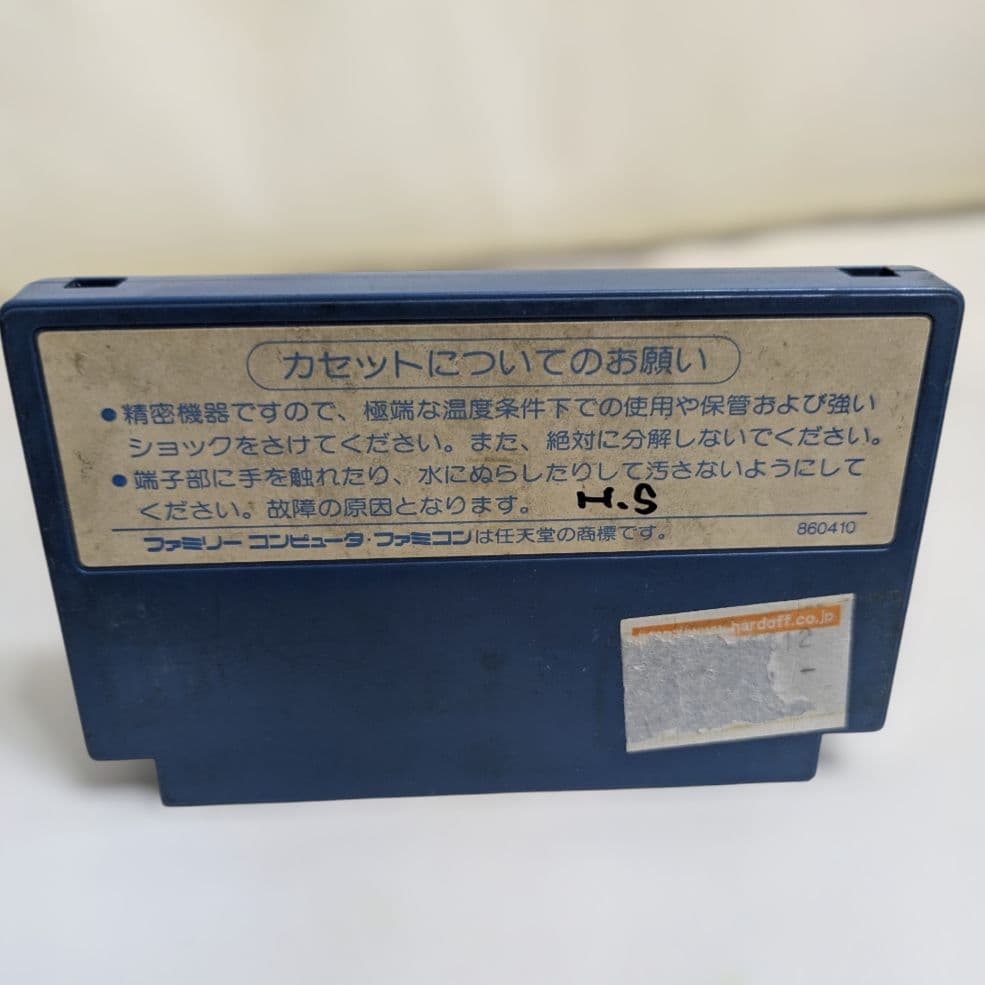 カセットについてのお願い
●精密機器ですので、極端な温度条件下での使用や保管および強い
ショックをさけてください。また、絶対に分解しないでください。
●端子部に手を触れたり、水にぬらしたりして汚さないようにして
ください。故障の原因となります。 H.S
ファミリーコンピュータ・ファミコンは任天堂の商標です。 860410
hardoff.co.jp
12
-